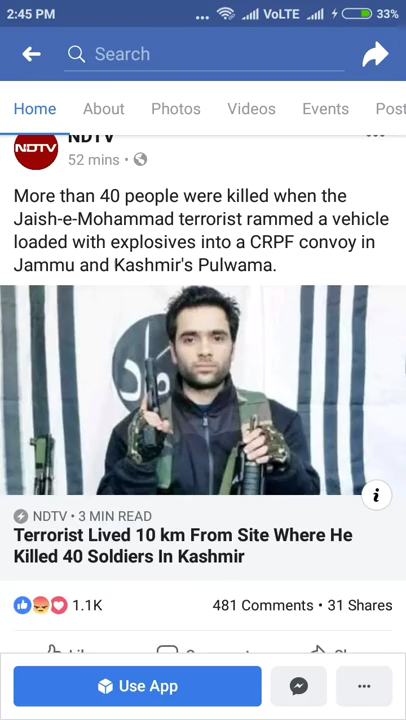 2:45 PM
VoLTE
33%
Search
Home
About
Photos
Videos
Events
Post
NDTV
NDTV
52 mins •
More than 40 people were killed when the
Jaish-e-Mohammad terrorist rammed a vehicle
loaded with explosives into a CRPF convoy in
Jammu and Kashmir's Pulwama.
i
NDTV • 3 MIN READ
Terrorist Lived 10 km From Site Where He
Killed 40 Soldiers In Kashmir
1.1K
481 Comments • 31 Shares
Use App